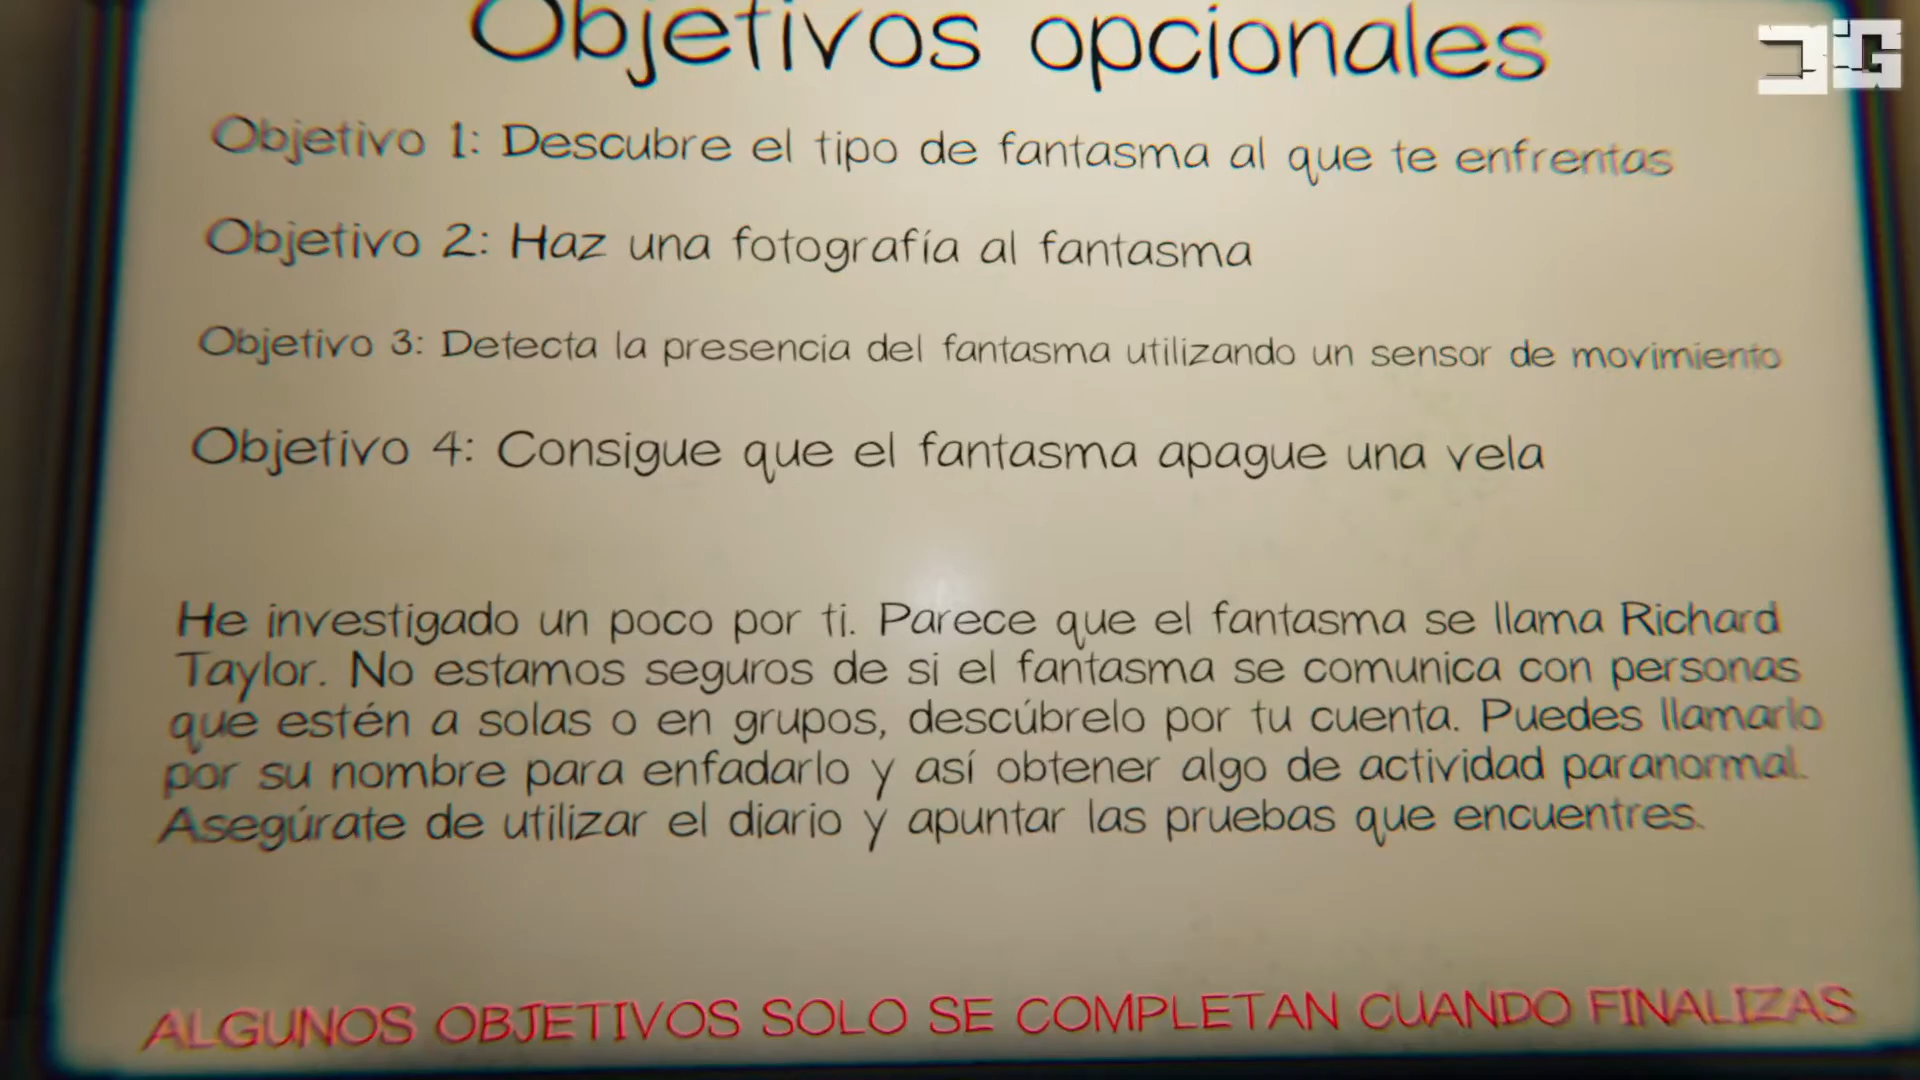 Objetivos opcionales
Objetivo 1: Descubre el tipo de fantasma al que te enfrentas
Objetivo 2: Haz una fotografía al fantasma
Objetivo 3: Detecta la presencia del fantasma utilizando un sensor de movimiento
Objetivo 4: Consigue que el fantasma apague una vela
He investigado un poco por ti. Parece que el fantasma se llama Richard
Taylor. No estamos seguros de si el fantasma se comunica con personas
que estén a solas o en grupos, descúbrelo por tu cuenta. Puedes llamarlo
por su nombre para enfadarlo y así obtener algo de actividad paranormal.
Asegúrate de utilizar el diario y apuntar las pruebas que encuentres.
ALGUNOS OBJETIVOS SOLO SE COMPLETAN CUANDO FINALIZAS